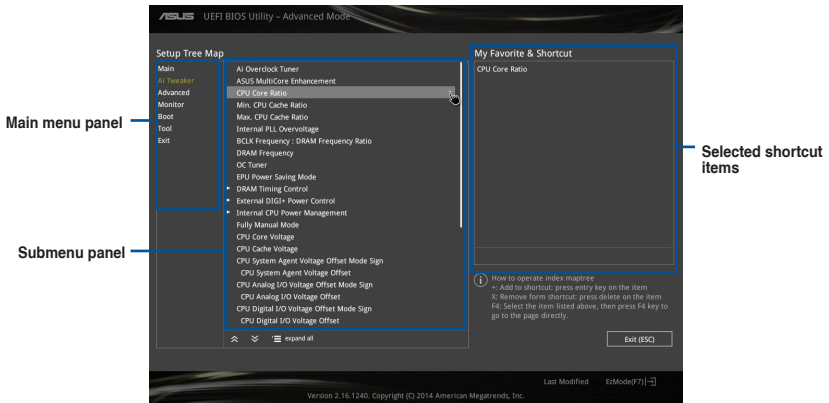 ASUS UEFI BIOS Utility – Advanced Mode
Setup Tree Map
Main
Ai Tweaker
Advanced
Monitor
Boot
Tool
Exit
Ai Overclock Tuner
ASUS MultiCore Enhancement
CPU Core Ratio
Min. CPU Cache Ratio
Max. CPU Cache Ratio
Internal PLL Overvoltage
BCLK Frequency : DRAM Frequency Ratio
DRAM Frequency
OC Tuner
EPU Power Saving Mode
DRAM Timing Control
External DIGI+ Power Control
Internal CPU Power Management
Fully Manual Mode
CPU Core Voltage
CPU Cache Voltage
CPU System Agent Voltage Offset Mode Sign
CPU System Agent Voltage Offset
CPU Analog I/O Voltage Offset Mode Sign
CPU Analog I/O Voltage Offset
CPU Digital I/O Voltage Offset Mode Sign
CPU Digital I/O Voltage Offset
expand all
My Favorite & Shortcut
CPU Core Ratio
How to operate index maptree
+: Add to shortcut: press entry key on the item
X: Remove form shortcut: press delete on the item
F4: Select the item listed above, then press F4 key to
go to the page directly.
Exit (ESC)
Last Modified
EzMode(F7)
Version 2.16.1240. Copyright (C) 2014 American Megatrends, Inc.
Main menu panel
Submenu panel
Selected shortcut
items